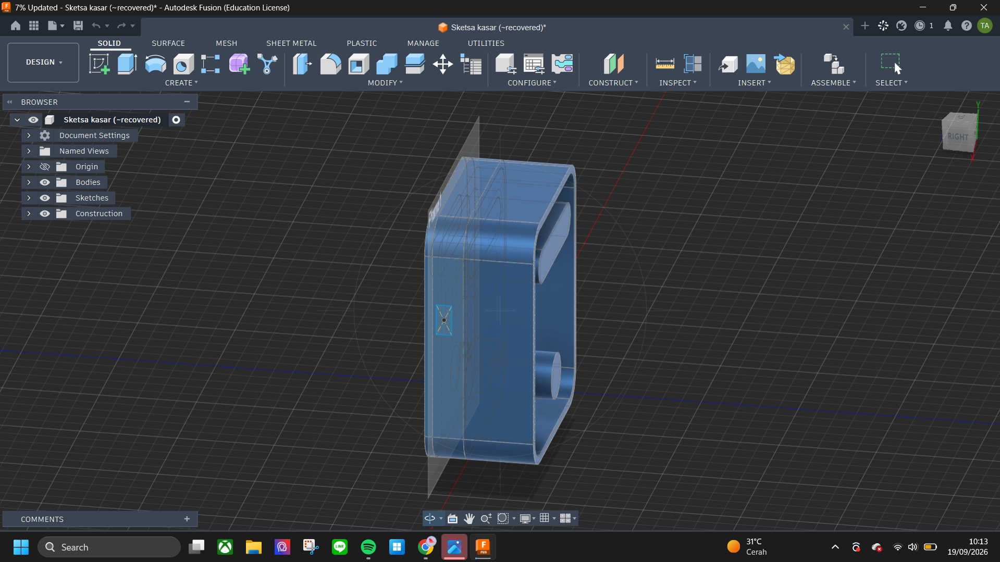 7% Updated - Sketsa kasar (~recovered)* - Autodesk Fusion (Education License)
Sketsa kasar (~recovered)*
1
TA
DESIGN
SOLID
SURFACE
MESH
SHEET METAL
PLASTIC
MANAGE
UTILITIES
CREATE
MODIFY
CONFIGURE
CONSTRUCT
INSPECT
INSERT
ASSEMBLE
SELECT
BROWSER
Sketsa kasar (~recovered)
Document Settings
Named Views
Origin
Bodies
Sketches
Construction
Y
RIGHT
X
COMMENTS
Search
LINE
F
FUS
31°C
Cerah
10:13
19/09/2026